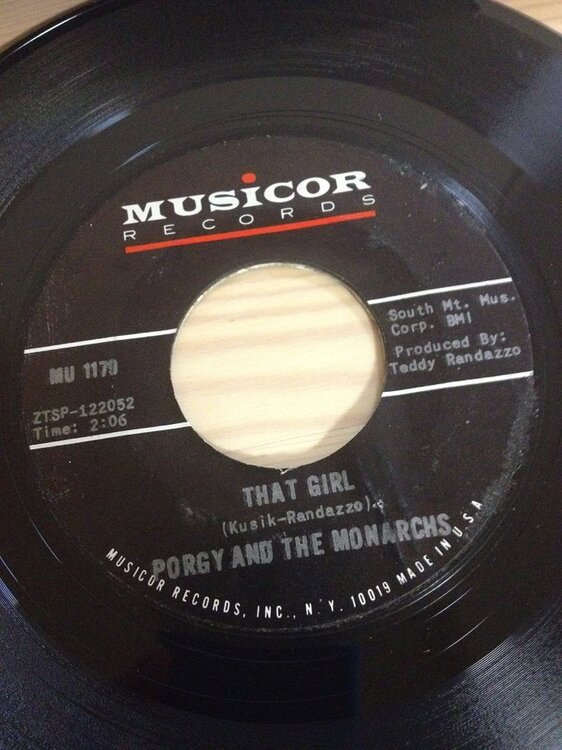 MUSICOR
RECORDS
South Mt. Mus.
Corp. BMI
Produced By:
Teddy Randazzo
MU 1179
ZTSP-122052
Time: 2:06
THAT GIRL
(Kusik-Randazzo)
PORGY AND THE MONARCHS
MUSICOR RECORDS, INC., N.Y. 10019 MADE IN U.S.A.